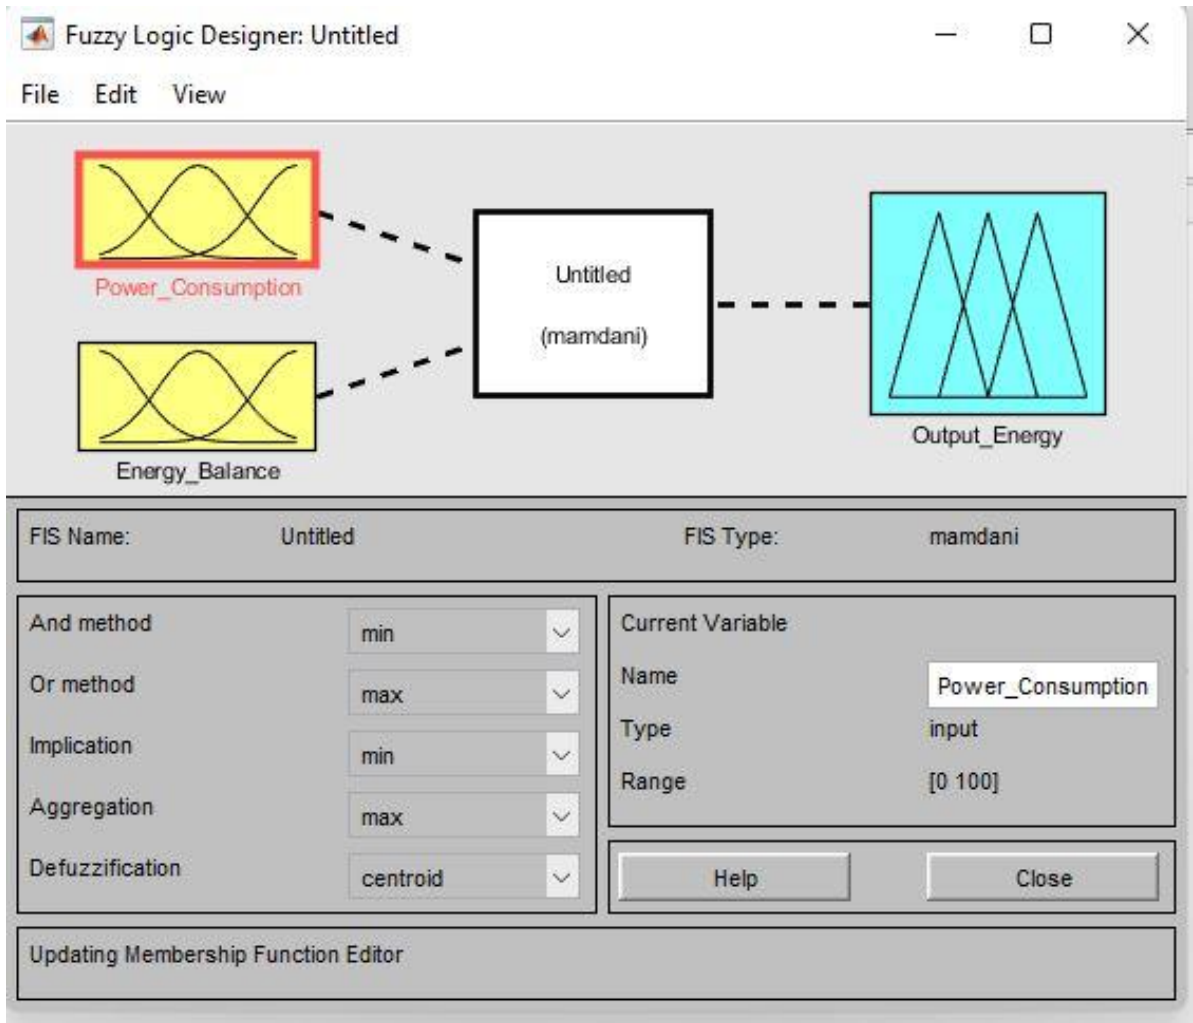 Fuzzy Logic Designer: Untitled
File Edit View
Power_Consumption
Energy_Balance
Untitled
(mamdani)
Output_Energy
FIS Name: Untitled FIS Type: mamdani
And method min
Or method max
Implication min
Aggregation max
Defuzzification centroid
Current Variable
Name Power_Consumption
Type input
Range [0 100]
Help Close
Updating Membership Function Editor